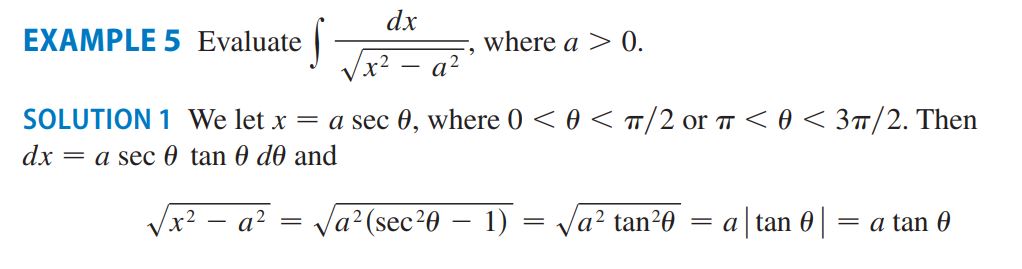 EXAMPLE 5 Evaluate ∫ dx/√(x² − a²), where a > 0.
SOLUTION 1 We let x = a sec θ, where 0 < θ < π/2 or π < θ < 3π/2. Then
dx = a sec θ tan θ dθ and
√(x² − a²) = √(a²(sec²θ − 1)) = √(a² tan²θ) = a|tan θ| = a tan θ